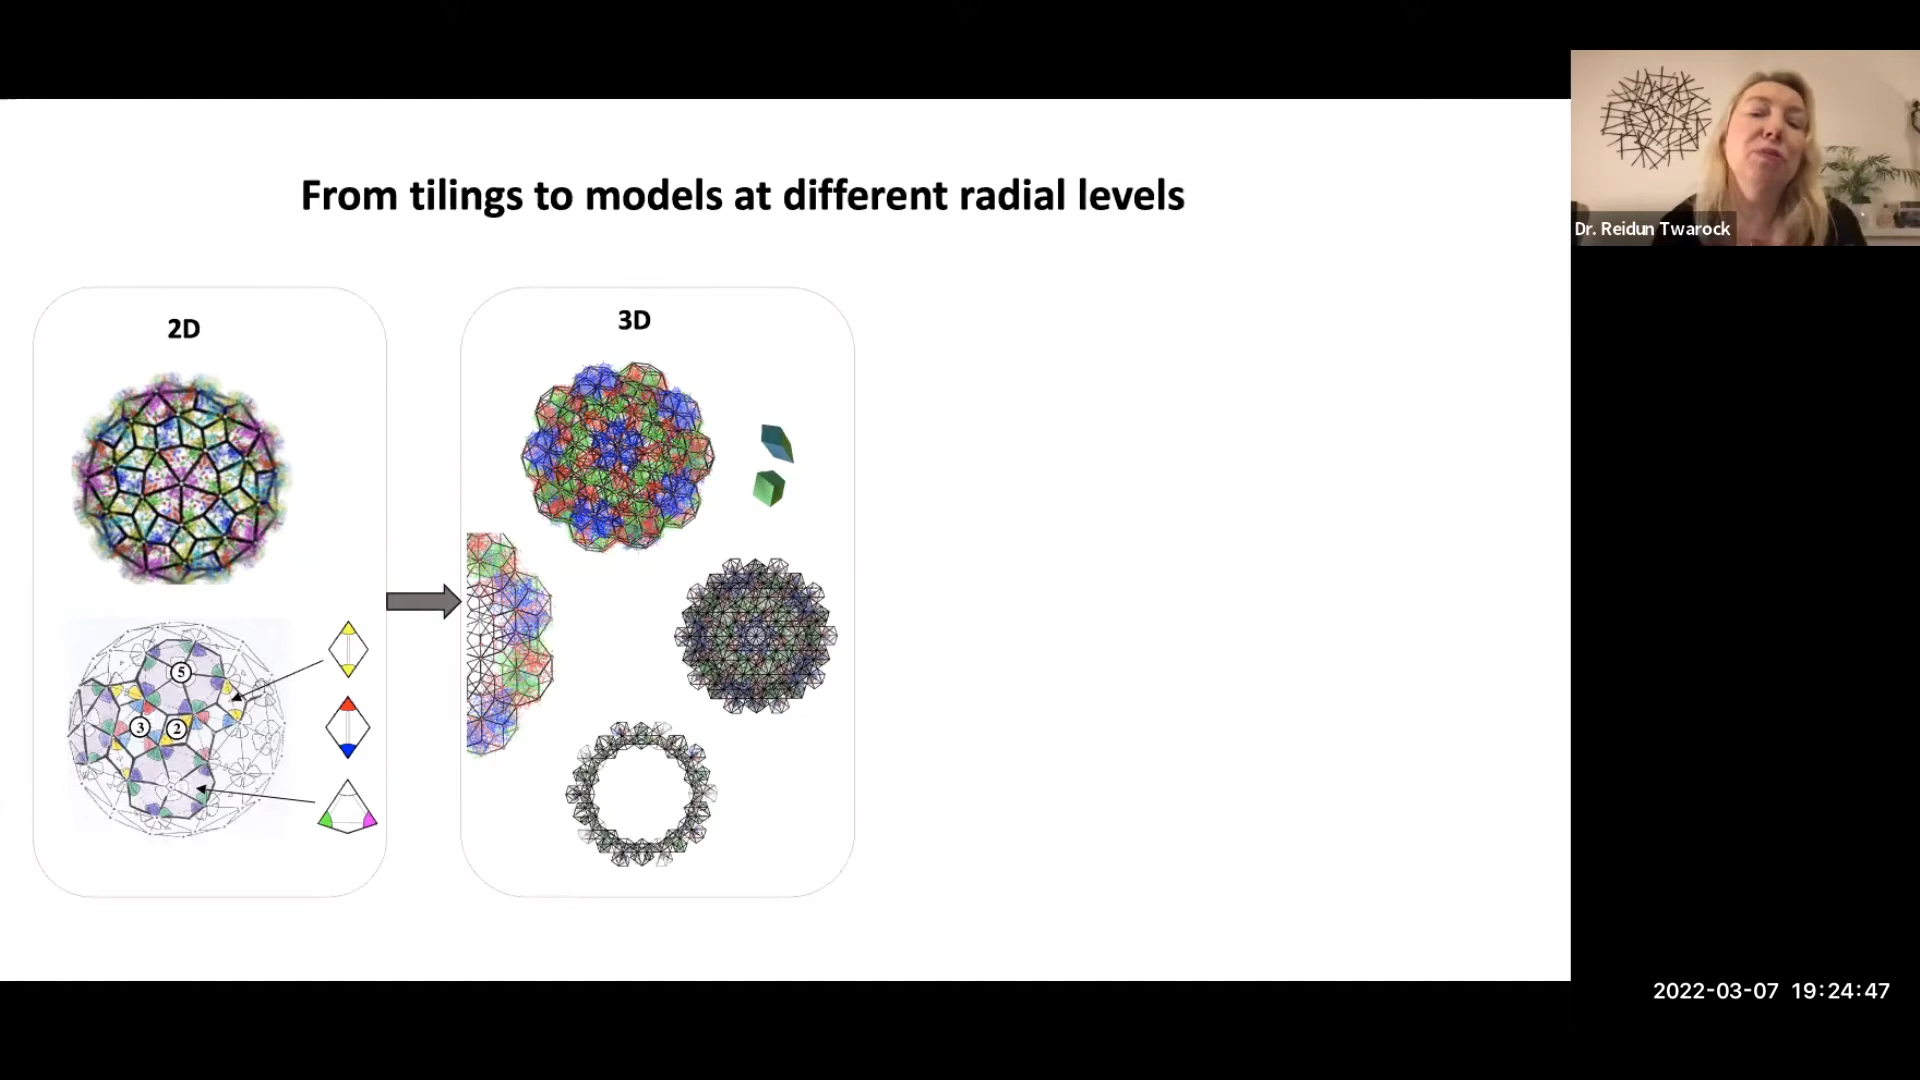 From tilings to models at different radial levels
2D
3D
5
3
2
Dr. Reidun Twarock
2022-03-07 19:24:47